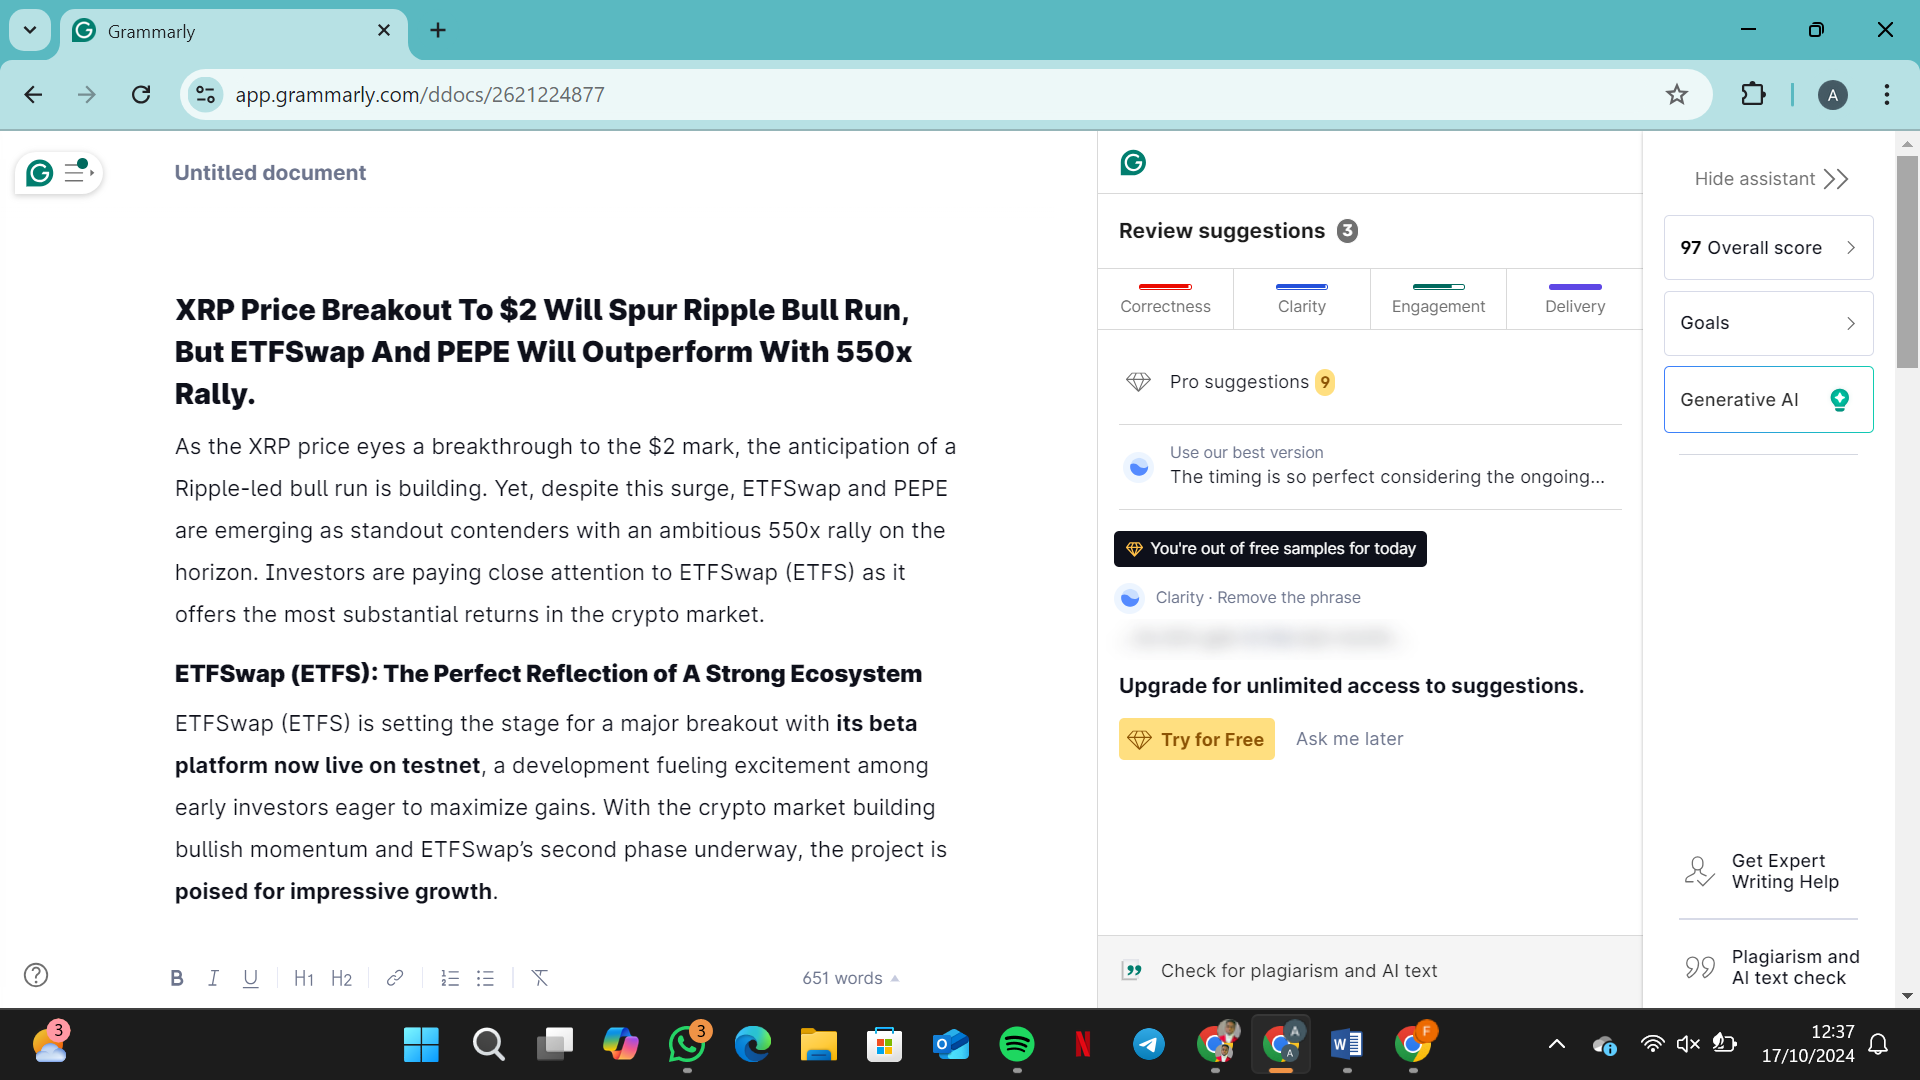 Grammarly
app.grammarly.com/ddocs/2621224877
A
Untitled document
XRP Price Breakout To $2 Will Spur Ripple Bull Run,
But ETFSwap And PEPE Will Outperform With 550x
Rally.
As the XRP price eyes a breakthrough to the $2 mark, the anticipation of a
Ripple-led bull run is building. Yet, despite this surge, ETFSwap and PEPE
are emerging as standout contenders with an ambitious 550x rally on the
horizon. Investors are paying close attention to ETFSwap (ETFS) as it
offers the most substantial returns in the crypto market.
ETFSwap (ETFS): The Perfect Reflection of A Strong Ecosystem
ETFSwap (ETFS) is setting the stage for a major breakout with its beta
platform now live on testnet, a development fueling excitement among
early investors eager to maximize gains. With the crypto market building
bullish momentum and ETFSwap’s second phase underway, the project is
poised for impressive growth.
B I U H1 H2
651 words
Review suggestions 3
Correctness
Clarity
Engagement
Delivery
Pro suggestions 9
Use our best version
The timing is so perfect considering the ongoing...
You're out of free samples for today
Clarity · Remove the phrase
Upgrade for unlimited access to suggestions.
Try for Free
Ask me later
Check for plagiarism and AI text
Hide assistant
97 Overall score
Goals
Generative AI
Get Expert
Writing Help
Plagiarism and
AI text check
3
3
A
A
F
12:37
17/10/2024